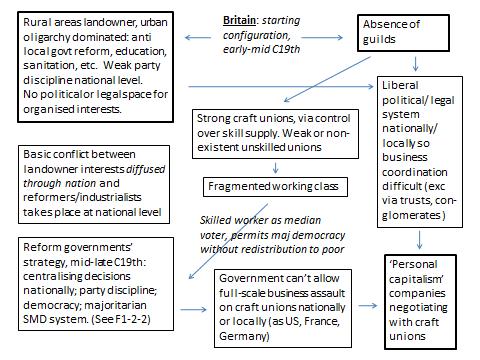 Rural areas landowner, urban
oligarchy dominated: anti
local govt reform, education,
sanitation, etc. Weak party
discipline national level.
No political or legal space for
organised interests.
Britain: starting
configuration,
early-mid C19th
Absence of
guilds
Strong craft unions, via control
over skill supply. Weak or non-
existent unskilled unions
Liberal
political/ legal
system
nationally/
locally so
business
coordination
difficult (exc
via trusts, con-
glomerates )
Basic conflict between
landowner interests diffused
through nation and
reformers/industrialists
takes place at national level
Fragmented working class
Skilled worker as median
voter, permits maj democracy
without redistribution to poor
Reform governments’
strategy, mid-late C19th:
centralising decisions
nationally; party discipline;
democracy; majoritarian
SMD system. (See F1-2-2)
Government can’t allow
full-scale business assault
on craft unions nationally
or locally (as US, France,
Germany)
‘Personal
capitalism’
companies
negotiating
with craft
unions